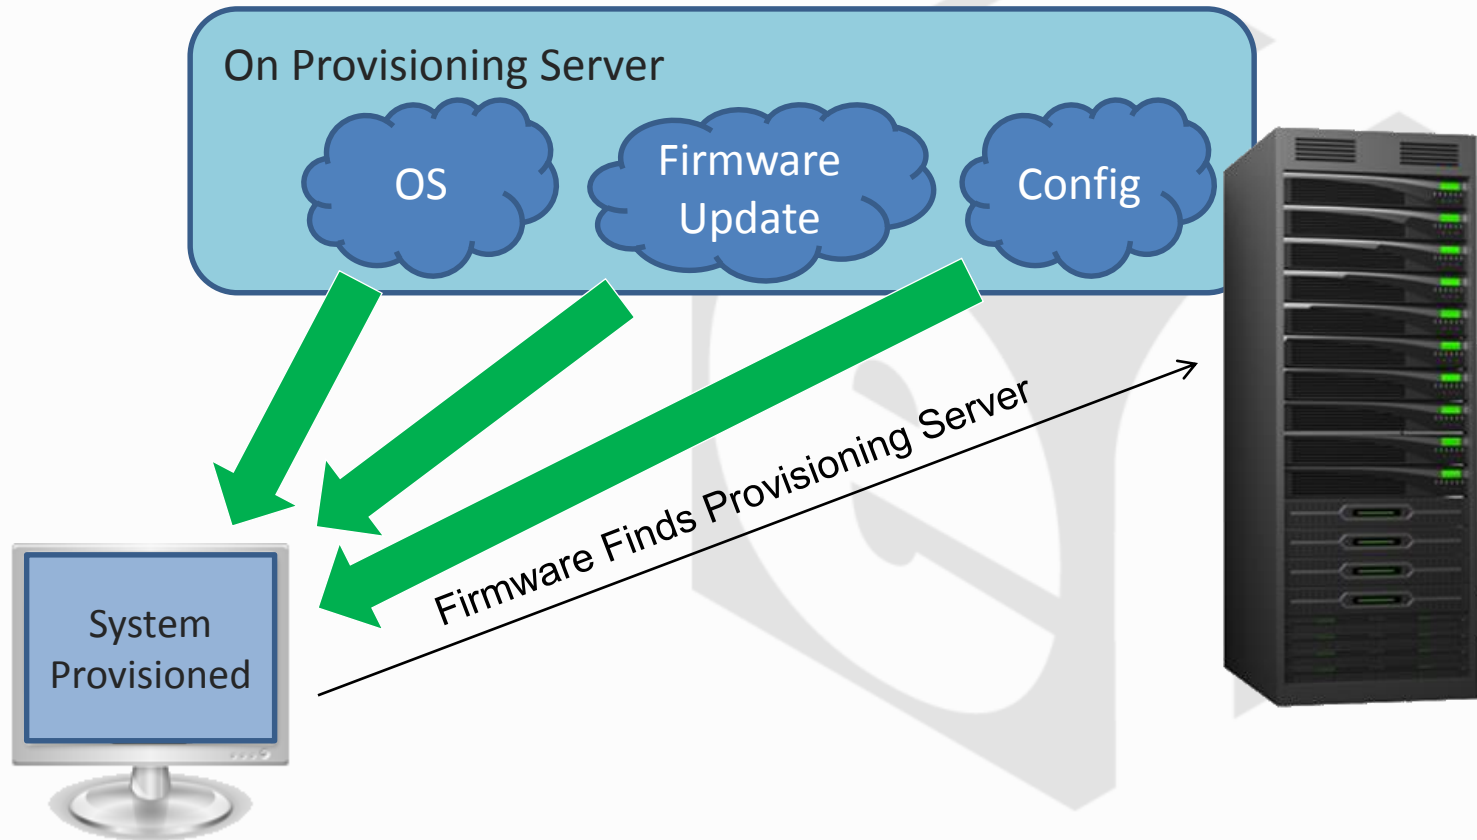 On Provisioning Server
OS
Firmware
Update
Config
Firmware Finds Provisioning Server
System
Provisioned